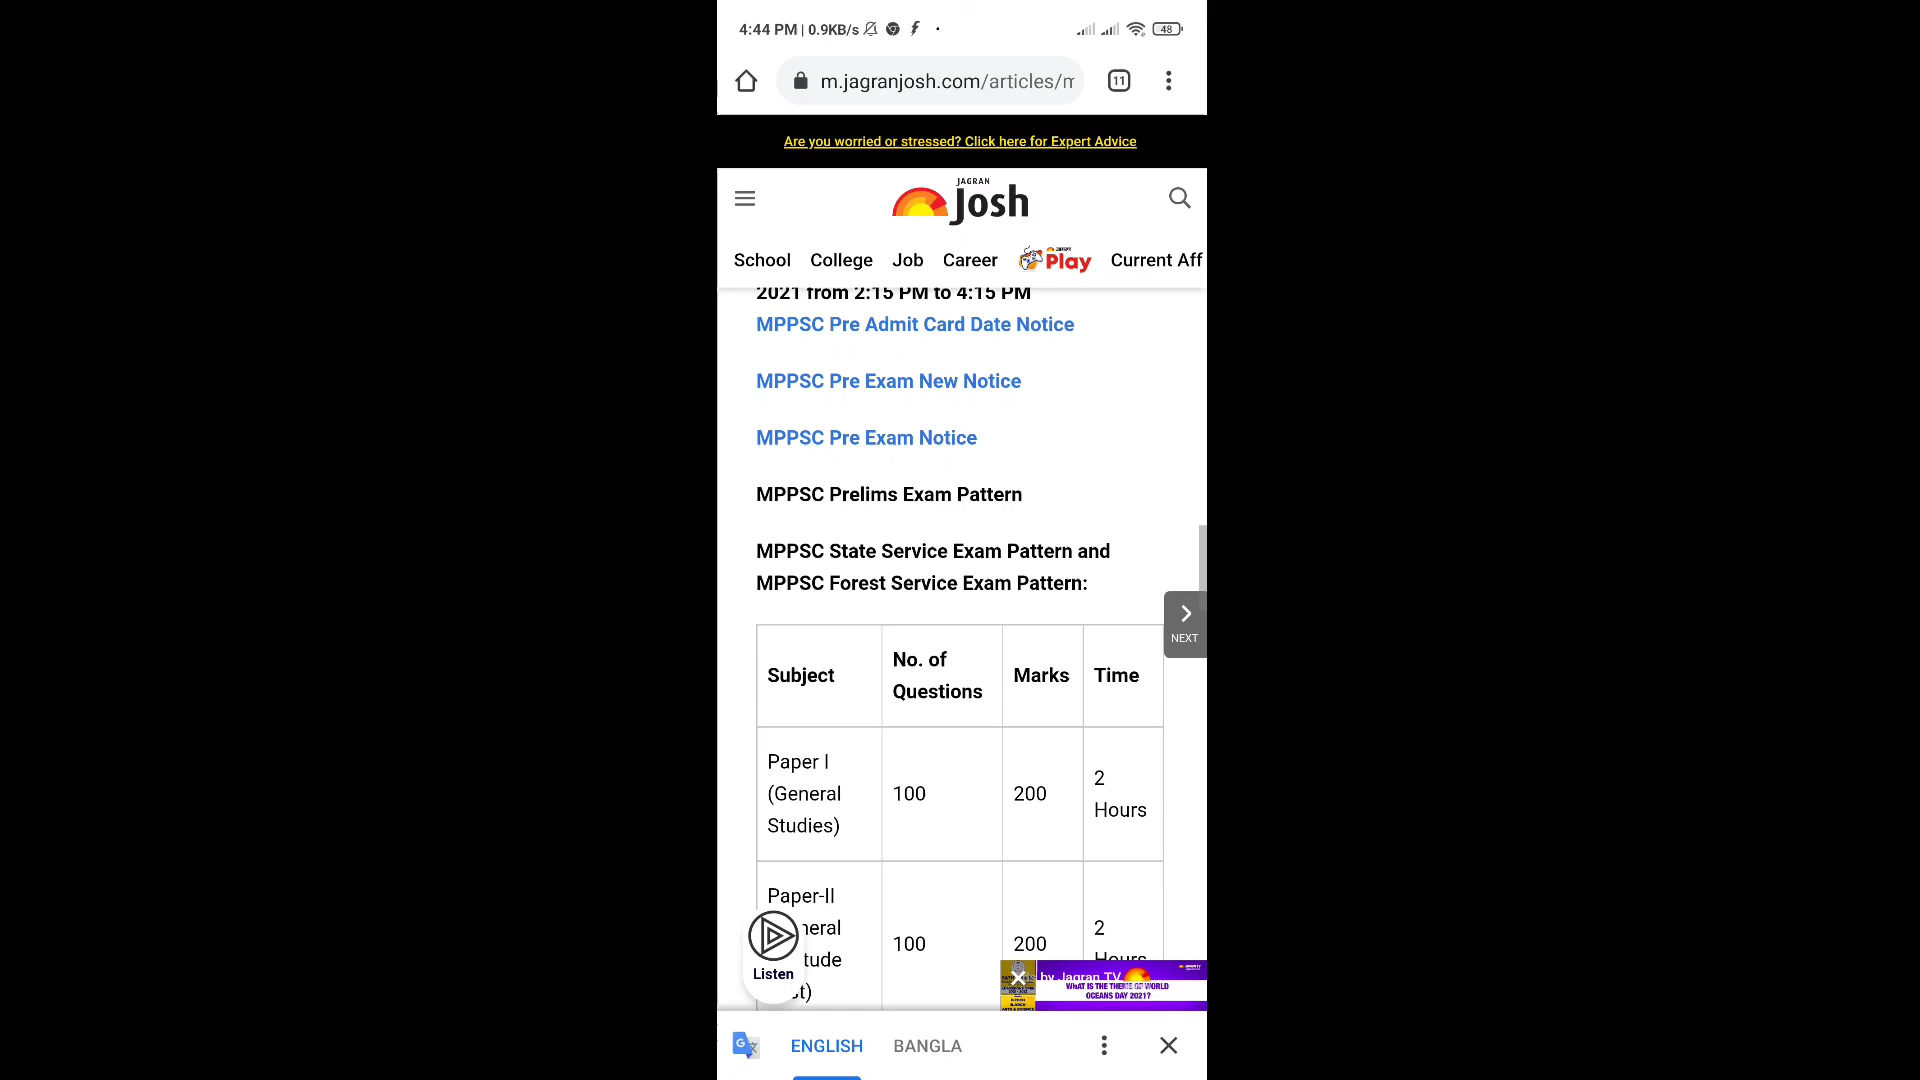 4:44 PM | 0.9KB/s
48
m.jagranjosh.com/articles/m
11
Are you worried or stressed? Click here for Expert Advice
JAGRAN
Josh
School College Job Career Play Current Aff
2021 from 2:15 PM to 4:15 PM
MPPSC Pre Admit Card Date Notice
MPPSC Pre Exam New Notice
MPPSC Pre Exam Notice
MPPSC Prelims Exam Pattern
MPPSC State Service Exam Pattern and
MPPSC Forest Service Exam Pattern:
NEXT
Subject No. of Questions Marks Time
Paper I (General Studies) 100 200 2 Hours
Paper-II
neral
tude
st)
100 200 2 Hours
Listen
by Jagran TV
WHAT IS THE THEME OF WORLD
OCEANS DAY 2021?
ENGLISH BANGLA